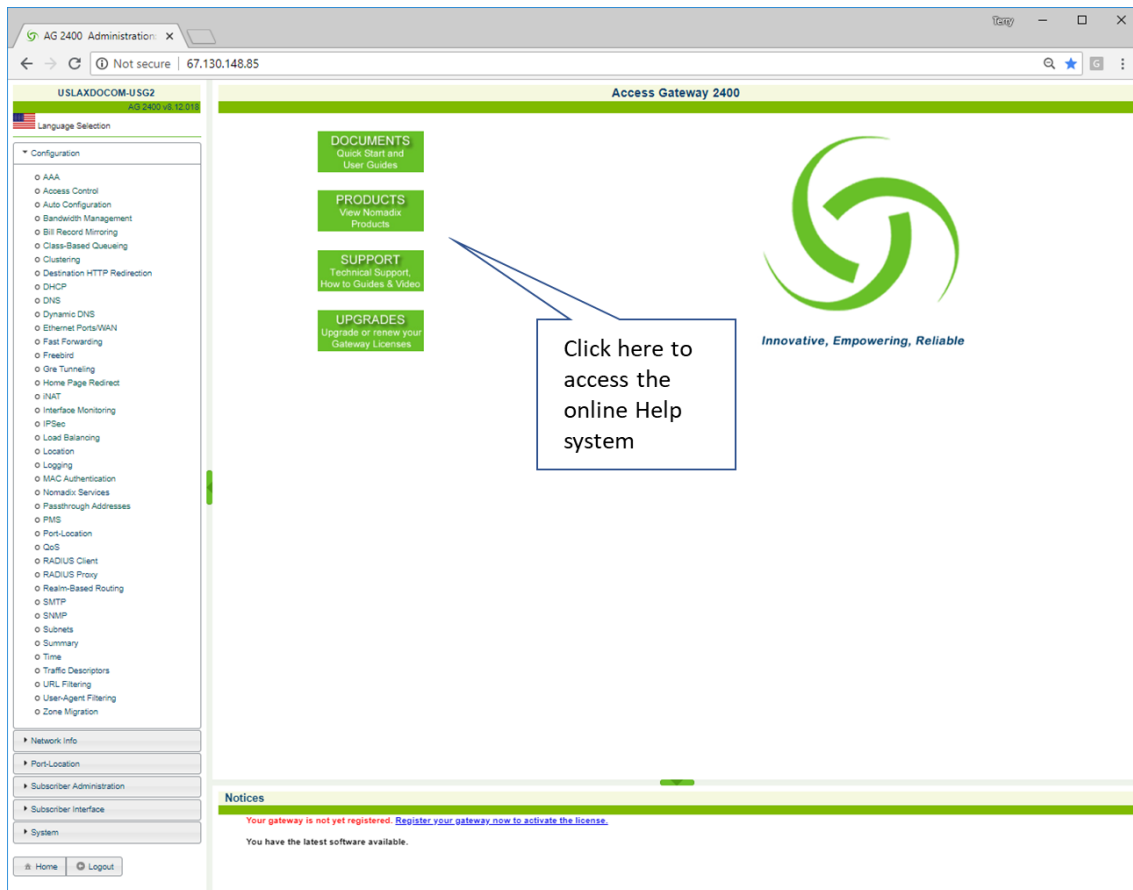 Terry
AG 2400 Administration:
Not secure | 67.130.148.85
USLAXDOCOM-USG2
AG 2400 v8.12.018
Language Selection
Configuration
AAA
Access Control
Auto Configuration
Bandwidth Management
Bill Record Mirroring
Class-Based Queueing
Clustering
Destination HTTP Redirection
DHCP
DNS
Dynamic DNS
Ethernet Ports/WAN
Fast Forwarding
Freebird
Gre Tunneling
Home Page Redirect
iNAT
Interface Monitoring
IPSec
Load Balancing
Location
Logging
MAC Authentication
Nomadix Services
Passthrough Addresses
PMS
Port-Location
QoS
RADIUS Client
RADIUS Proxy
Realm-Based Routing
SMTP
SNMP
Subnets
Summary
Time
Traffic Descriptors
URL Filtering
User-Agent Filtering
Zone Migration
Network Info
Port-Location
Subscriber Administration
Subscriber Interface
System
Home
Logout
Access Gateway 2400
DOCUMENTS
Quick Start and
User Guides
PRODUCTS
View Nomadix
Products
SUPPORT
Technical Support,
How to Guides & Video
UPGRADES
Upgrade or renew your
Gateway Licenses
Click here to
access the
online Help
system
Innovative, Empowering, Reliable
Notices
Your gateway is not yet registered. Register your gateway now to activate the license.
You have the latest software available.